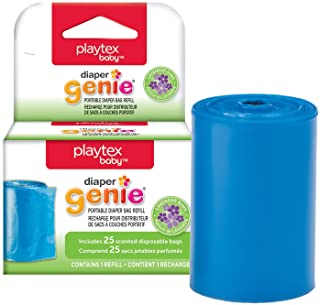 playtex
baby™
diaper
genie®
PORTABLE DIAPER BAG REFILL
RECHARGE POUR DISTRIBUTEUR
DE SACS À COUCHES PORTATIF
playtex
baby™
diaper
genie®
PORTABLE DIAPER BAG REFILL
RECHARGE POUR DISTRIBUTEUR
DE SACS À COUCHES PORTATIF
Includes 25 scented disposable bags
Comprend 25 sacs jetables parfumés
CONTAINS 1 REFILL • CONTIENT 1 RECHARGE